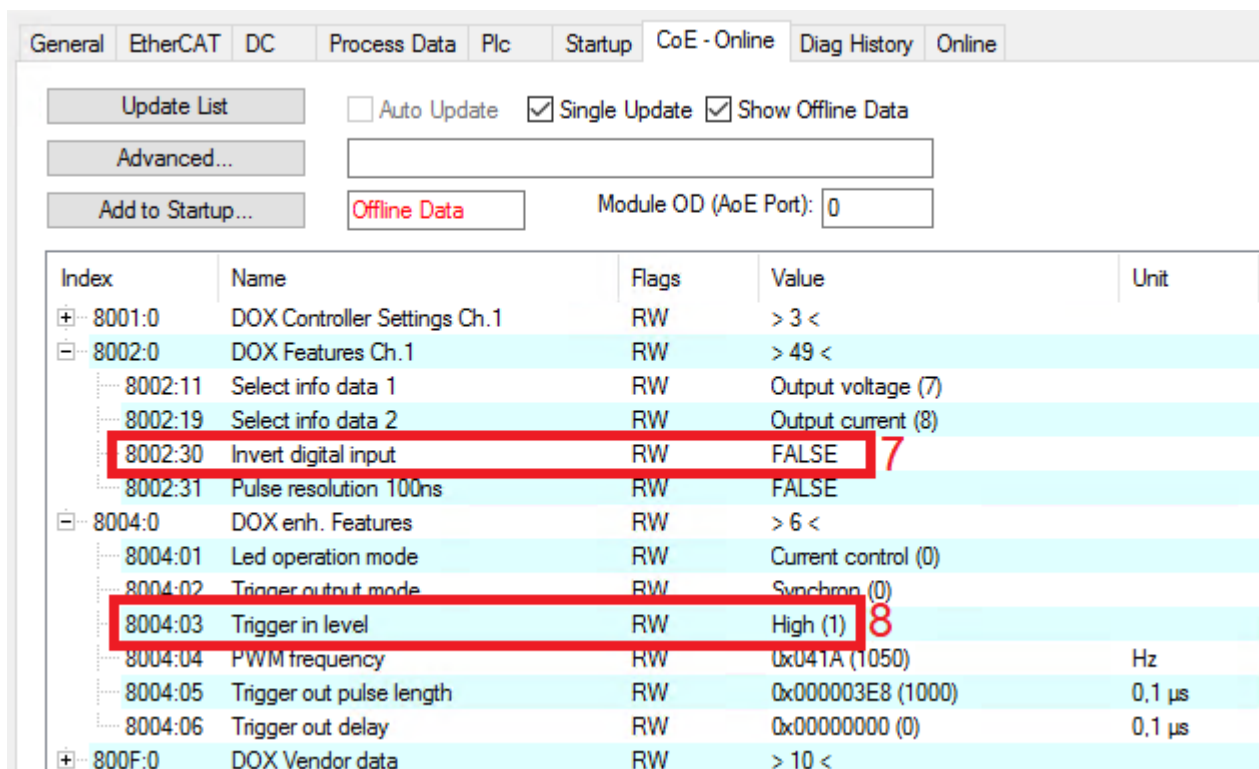 General EtherCAT DC Process Data Plc Startup CoE - Online Diag History Online
Update List Auto Update Single Update Show Offline Data
Advanced...
Add to Startup... Offline Data Module OD (AoE Port): 0
Index Name Flags Value Unit
8001:0 DOX Controller Settings Ch.1 RW > 3 <
8002:0 DOX Features Ch.1 RW > 49 <
8002:11 Select info data 1 RW Output voltage (7)
8002:19 Select info data 2 RW Output current (8)
8002:30 Invert digital input RW FALSE 7
8002:31 Pulse resolution 100ns RW FALSE
8004:0 DOX enh. Features RW > 6 <
8004:01 Led operation mode RW Current control (0)
8004:02 Trigger output mode RW Synchron (0)
8004:03 Trigger in level RW High (1) 8
8004:04 PWM frequency RW 0x041A (1050) Hz
8004:05 Trigger out pulse length RW 0x000003E8 (1000) 0,1 µs
8004:06 Trigger out delay RW 0x00000000 (0) 0,1 µs
800F:0 DOX Vendor data RW > 10 <